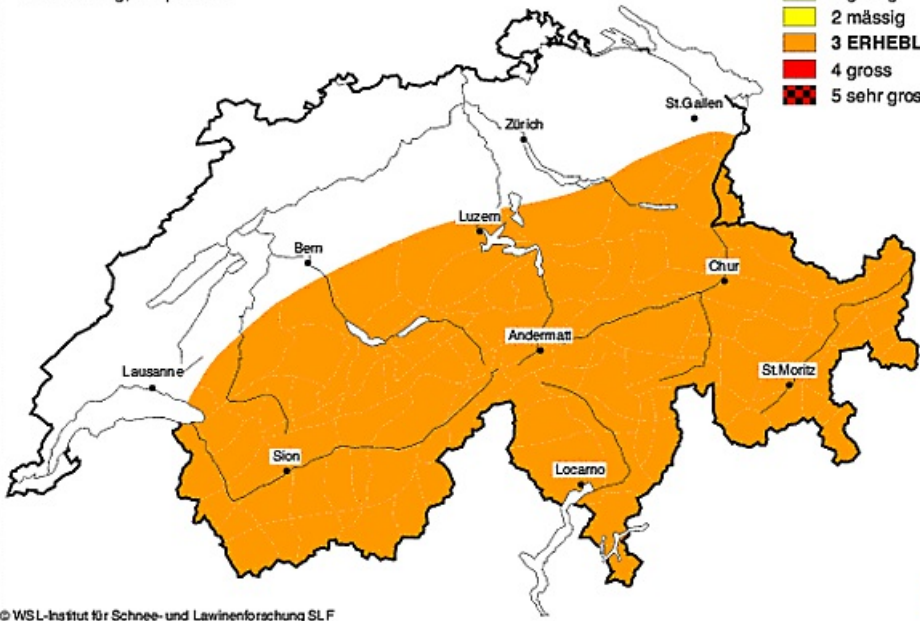 2 mässig
3 ERHEBL
4 gross
5 sehr gros
St.Gallen
Zürich
Luzern
Bern
Chur
Andermatt
Lausanne
St.Moritz
Sion
Locarno
© WSL-Institut für Schnee- und Lawinenforschung SLF